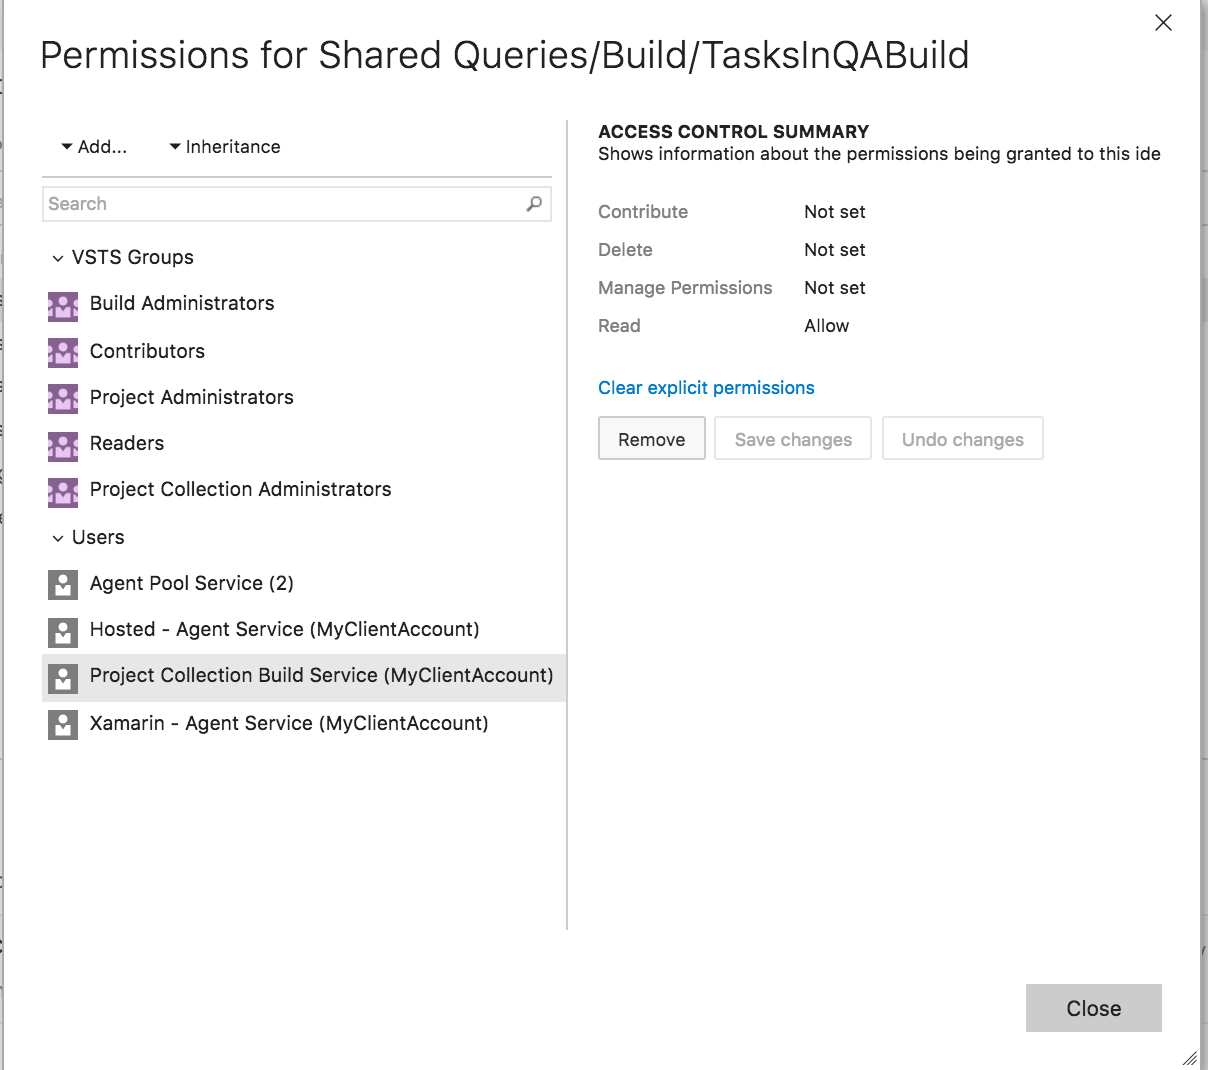 Permissions for Shared Queries/Build/TasksInQABuild
Add...
Inheritance
Search
VSTS Groups
Build Administrators
Contributors
Project Administrators
Readers
Project Collection Administrators
Users
Agent Pool Service (2)
Hosted - Agent Service (MyClientAccount)
Project Collection Build Service (MyClientAccount)
Xamarin - Agent Service (MyClientAccount)
ACCESS CONTROL SUMMARY
Shows information about the permissions being granted to this ide
Contribute Not set
Delete Not set
Manage Permissions Not set
Read Allow
Clear explicit permissions
Remove Save changes Undo changes
Close